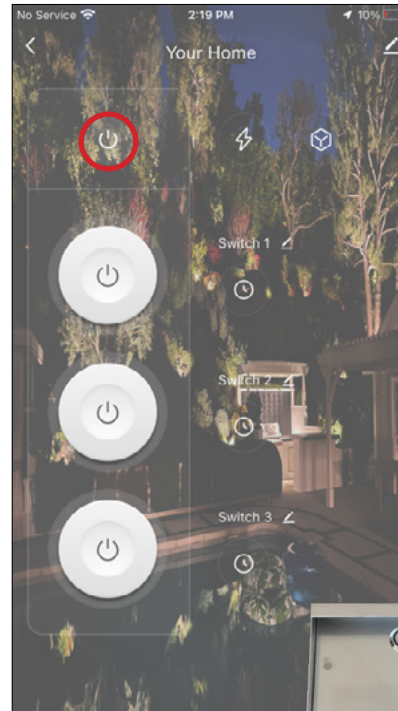 No Service 2:19 PM 10%
Your Home
Switch 1
Switch 2
Switch 3